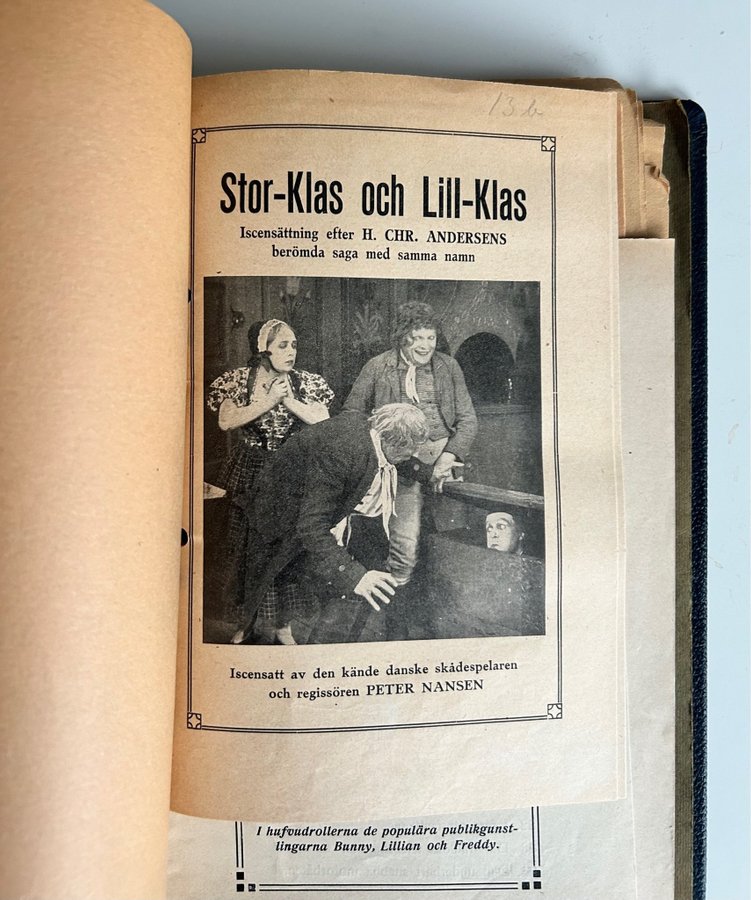 13 b
Stor-Klas och Lill-Klas
Iscensättning efter H. CHR. ANDERSENS
berömda saga med samma namn
Iscensatt av den kände danske skådespelaren
och regissören PETER NANSEN
I hufvudrollerna de populära publikgunst-
lingarna Bunny, Lillian och Freddy.